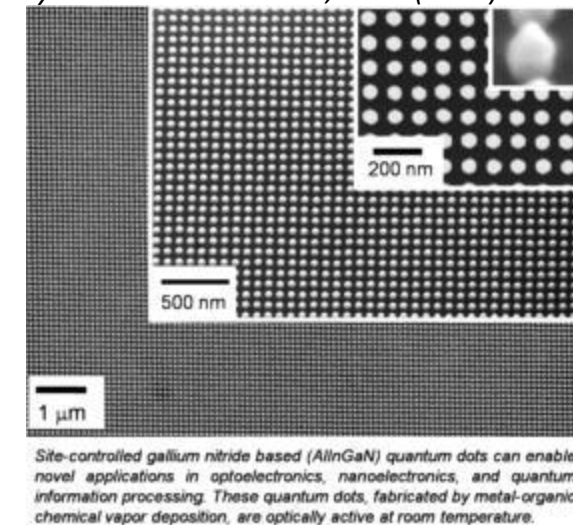 200 nm
500 nm
1 μm
Site-controlled gallium nitride based (AlInGaN) quantum dots can enable
novel applications in optoelectronics, nanoelectronics, and quantum
information processing. These quantum dots, fabricated by metal-organic
chemical vapor deposition, are optically active at room temperature.